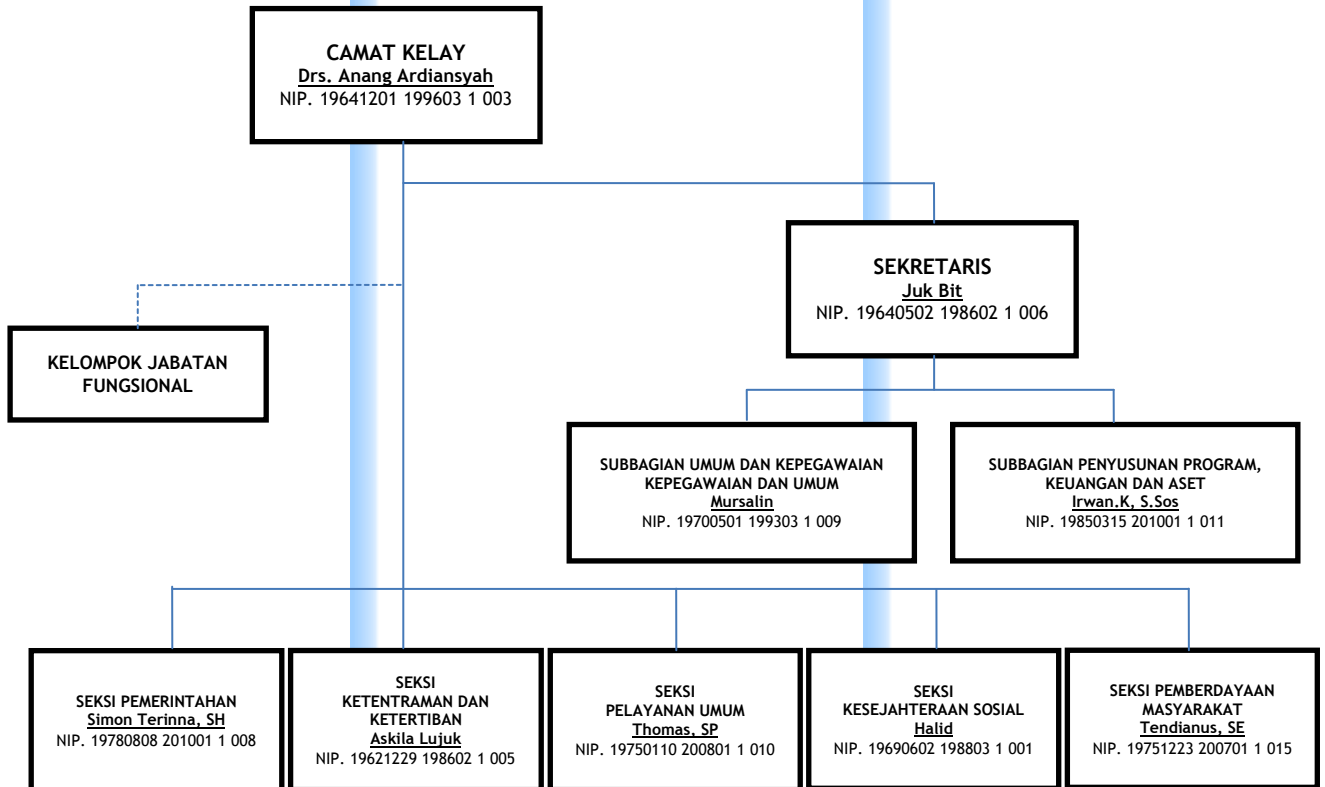 CAMAT KELAY
Drs. Anang Ardiansyah
NIP. 19641201 199603 1 003
SEKRETARIS
Juk Bit
NIP. 19640502 198602 1 006
KELOMPOK JABATAN
FUNGSIONAL
SUBBAGIAN UMUM DAN KEPEGAWAIAN
KEPEGAWAIAN DAN UMUM
Mursalin
NIP. 19700501 199303 1 009
SUBBAGIAN PENYUSUNAN PROGRAM,
KEUANGAN DAN ASET
Irwan.K, S.Sos
NIP. 19850315 201001 1 011
SEKSI PEMERINTAHAN
Simon Terinna, SH
NIP. 19780808 201001 1 008
SEKSI
KETENTRAMAN DAN
KETERTIBAN
Askila Lujuk
NIP. 19621229 198602 1 005
SEKSI
PELAYANAN UMUM
Thomas, SP
NIP. 19750110 200801 1 010
SEKSI
KESEJAHTERAAN SOSIAL
Halid
NIP. 19690602 198803 1 001
SEKSI PEMBERDAYAAN
MASYARAKAT
Tendianus, SE
NIP. 19751223 200701 1 015